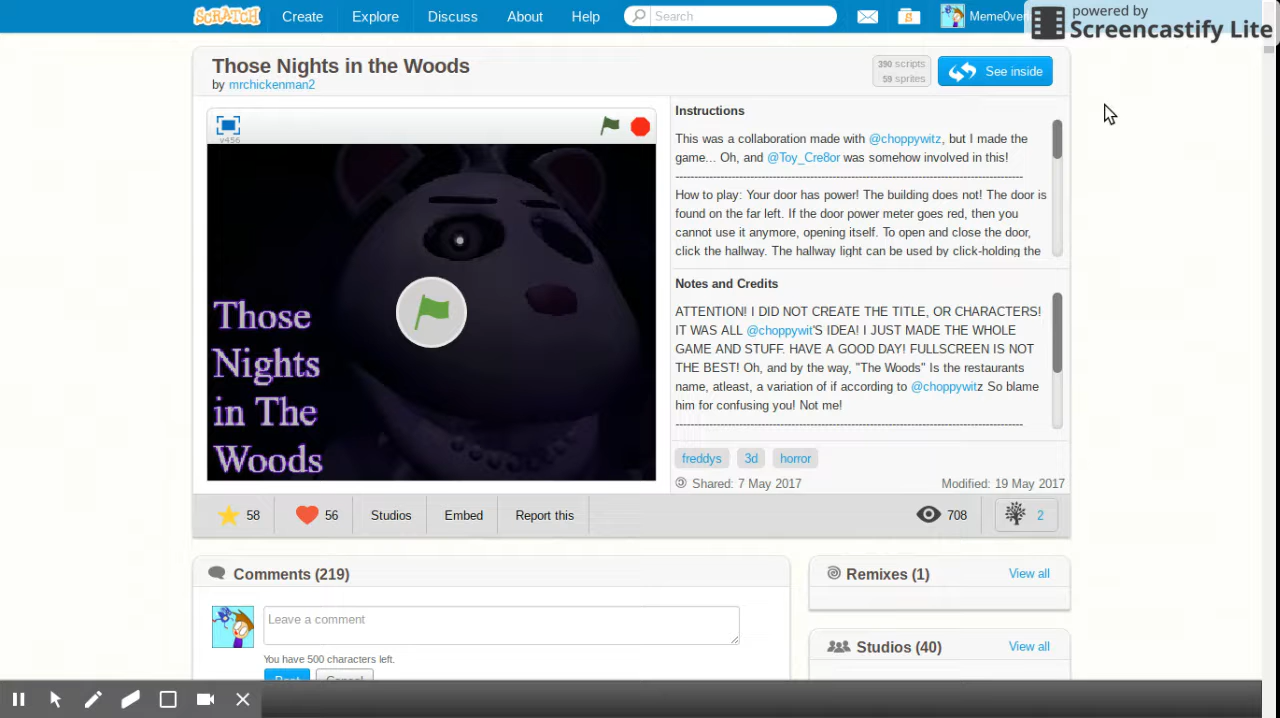 SCRATCH
Create
Explore
Discuss
About
Help
Search
8
Meme0ver
powered by
Screencastify Lite
Those Nights in the Woods
by mrchickenman2
390 scripts
59 sprites
See inside
v456
Those
Nights
in The
Woods
Instructions
This was a collaboration made with @choppywitz, but I made the
game... Oh, and @Toy_Cre8or was somehow involved in this!
-----------------------------------------------------------------------------------------
How to play: Your door has power! The building does not! The door is
found on the far left. If the door power meter goes red, then you
cannot use it anymore, opening itself. To open and close the door,
click the hallway. The hallway light can be used by click-holding the
Notes and Credits
ATTENTION! I DID NOT CREATE THE TITLE, OR CHARACTERS!
IT WAS ALL @choppywit'S IDEA! I JUST MADE THE WHOLE
GAME AND STUFF. HAVE A GOOD DAY! FULLSCREEN IS NOT
THE BEST! Oh, and by the way, "The Woods" Is the restaurants
name, atleast, a variation of if according to @choppywitz So blame
him for confusing you! Not me!
-----------------------------------------------------------------------------------------
freddys
3d
horror
Shared: 7 May 2017
Modified: 19 May 2017
58
56
Studios
Embed
Report this
708
2
Comments (219)
Leave a comment
You have 500 characters left.
Post
Cancel
Remixes (1)
View all
Studios (40)
View all